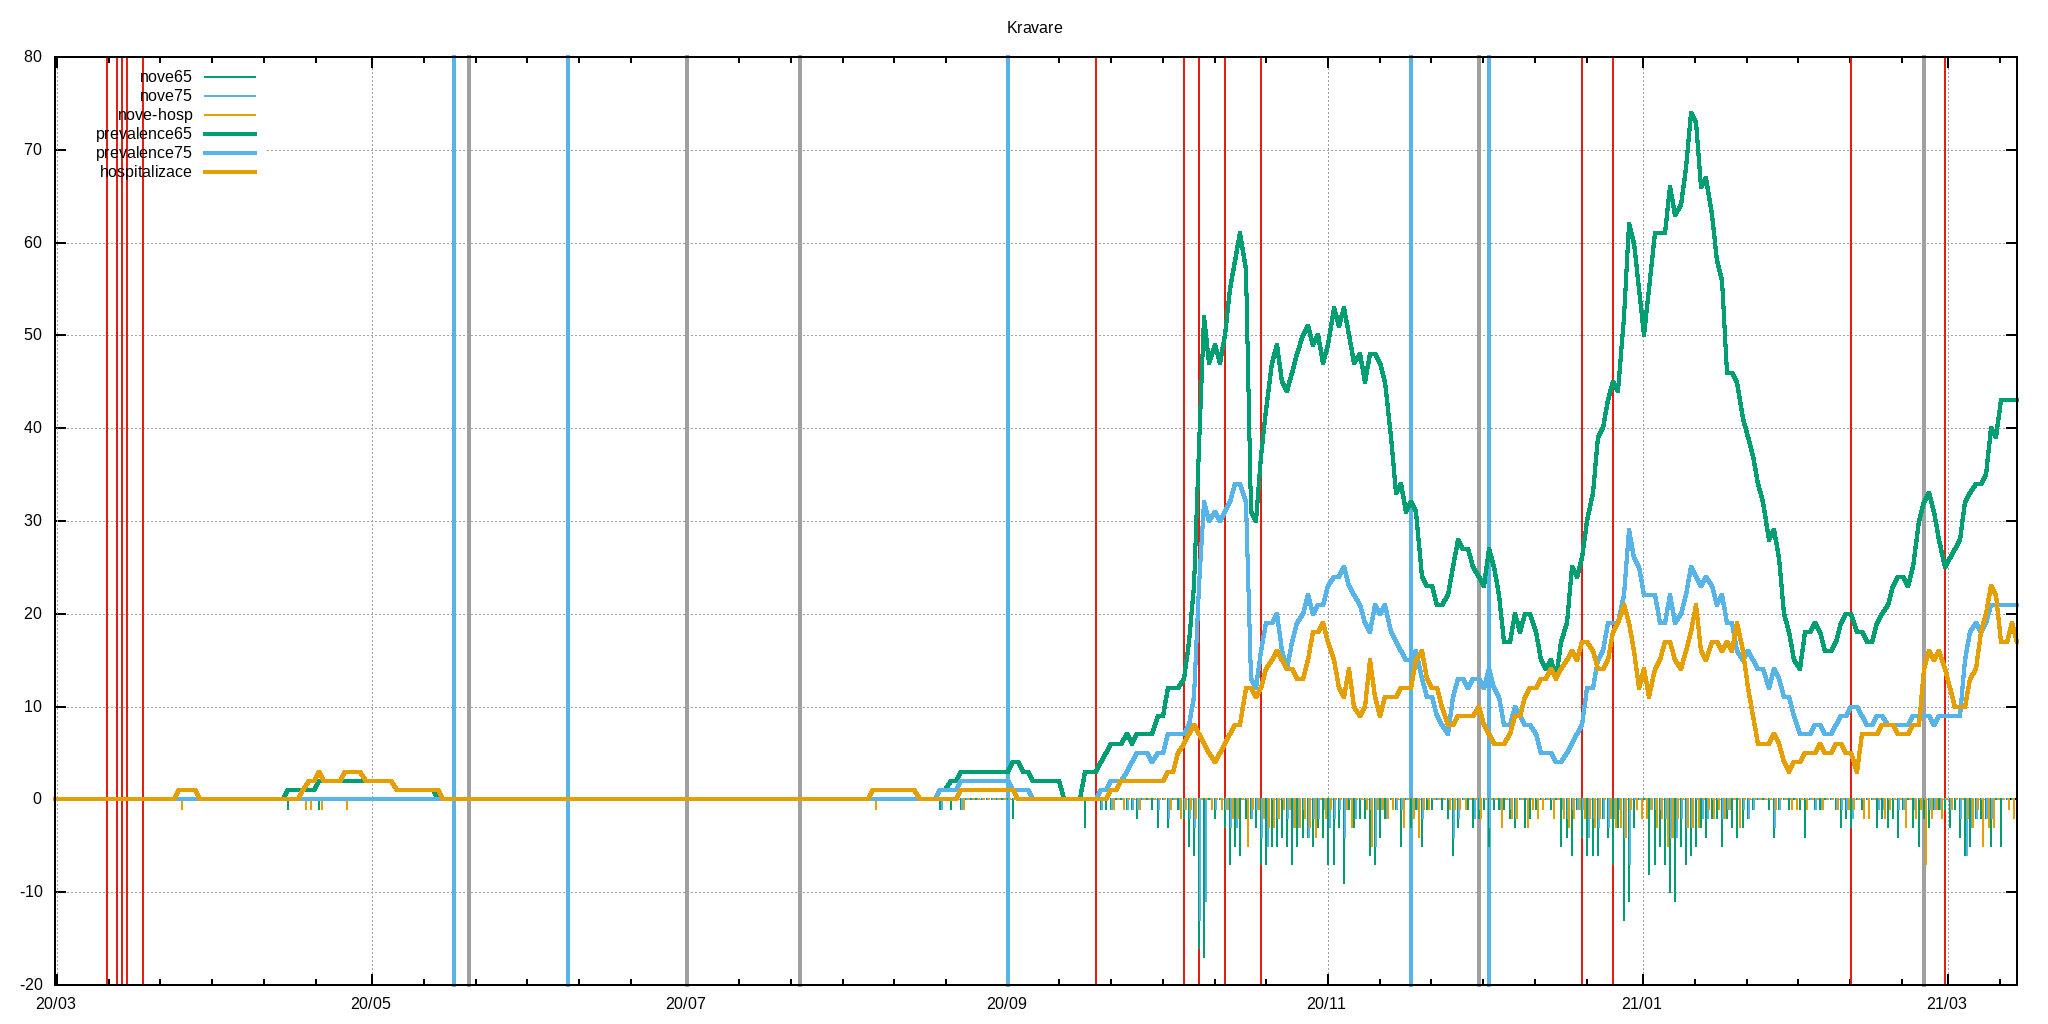 Kravare
80
70
60
50
40
30
20
10
0
-10
-20
nove65
nove75
nove-hosp
prevalence65
prevalence75
hospitalizace
20/03 20/05 20/07 20/09 20/11 21/01 21/03